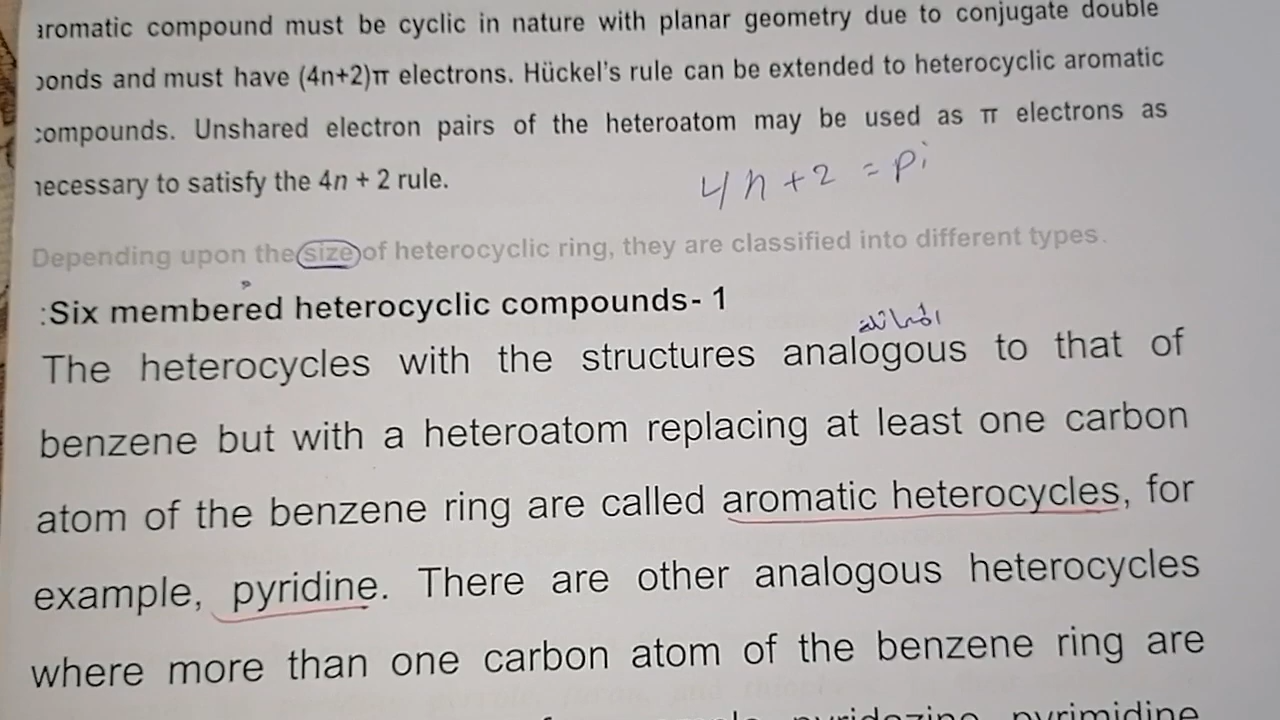 aromatic compound must be cyclic in nature with planar geometry due to conjugate double
bonds and must have (4n+2)π electrons. Hückel's rule can be extended to heterocyclic aromatic
compounds. Unshared electron pairs of the heteroatom may be used as π electrons as
necessary to satisfy the 4n + 2 rule.
4n+2 = pi
Depending upon the size of heterocyclic ring, they are classified into different types.
:Six membered heterocyclic compounds- 1
The heterocycles with the structures analogous to that of
benzene but with a heteroatom replacing at least one carbon
atom of the benzene ring are called aromatic heterocycles, for
example, pyridine. There are other analogous heterocycles
where more than one carbon atom of the benzene ring are
pyridazine pyrimidine